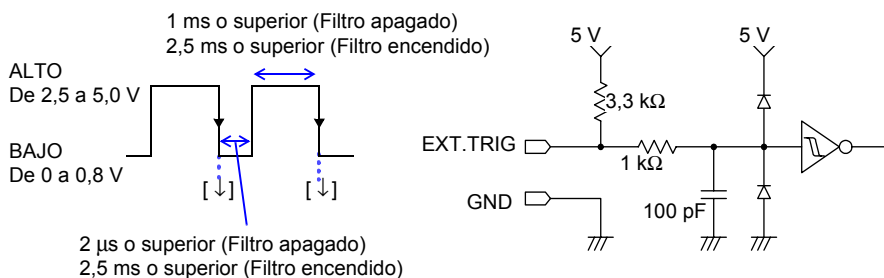 1 ms o superior (Filtro apagado)
2,5 ms o superior (Filtro encendido)
ALTO
De 2,5 a 5,0 V
BAJO
De 0 a 0,8 V
[ ↓ ]
[ ↓ ]
2 μs o superior (Filtro apagado)
2,5 ms o superior (Filtro encendido)
5 V
5 V
3,3 kΩ
EXT.TRIG
1 kΩ
GND
100 pF